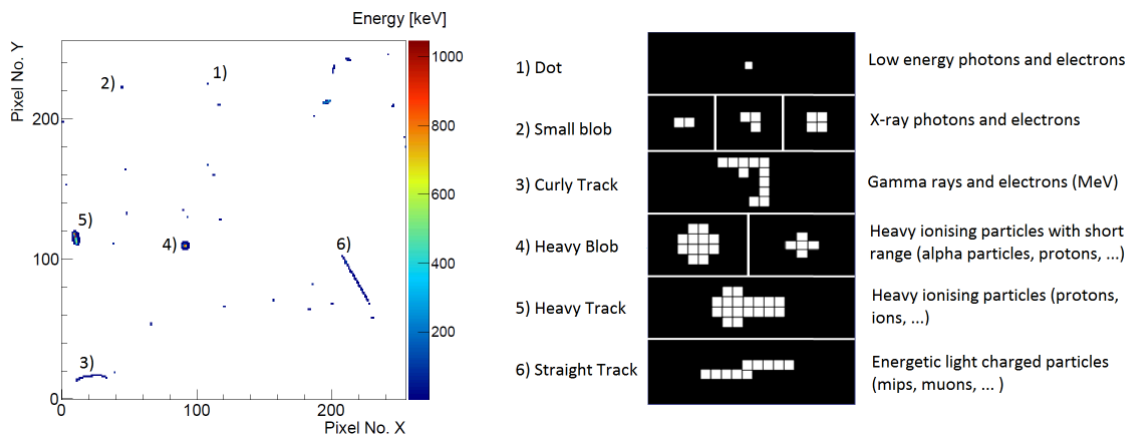 Energy [keV]
Pixel No. Y
200
100
0
0
100
200
Pixel No. X
1000
800
600
400
200
1)
2)
5)
4)
6)
3)
1) Dot
Low energy photons and electrons
2) Small blob
X-ray photons and electrons
3) Curly Track
Gamma rays and electrons (MeV)
4) Heavy Blob
Heavy ionising particles with short
range (alpha particles, protons, ...)
5) Heavy Track
Heavy ionising particles (protons,
ions, ...)
6) Straight Track
Energetic light charged particles
(mips, muons, ... )